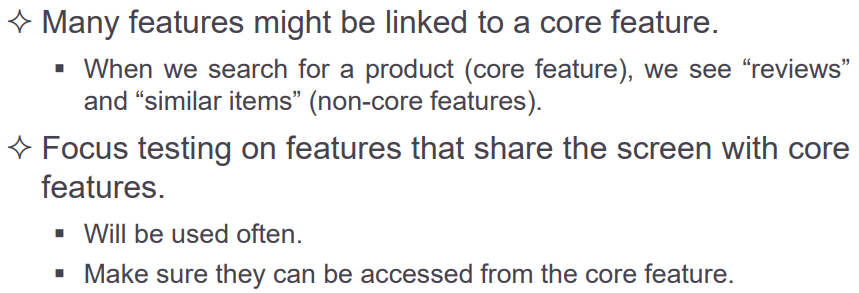 ✧ Many features might be linked to a core feature.
▪ When we search for a product (core feature), we see “reviews”
and “similar items” (non-core features).
✧ Focus testing on features that share the screen with core
features.
▪ Will be used often.
▪ Make sure they can be accessed from the core feature.